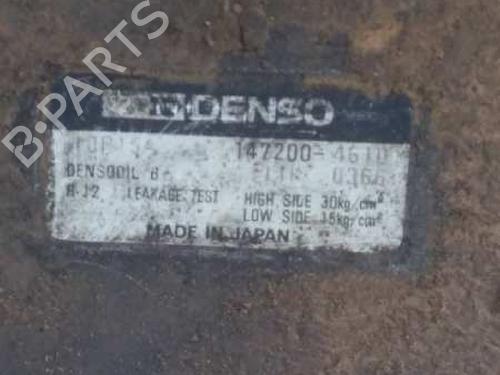 B-PARTS
DENSO
147200-4610
DENSOOIL 6
R-12 LEAKAGE TEST HIGH SIDE 30kg/cm²
LOW SIDE 15kg/cm²
MADE IN JAPAN